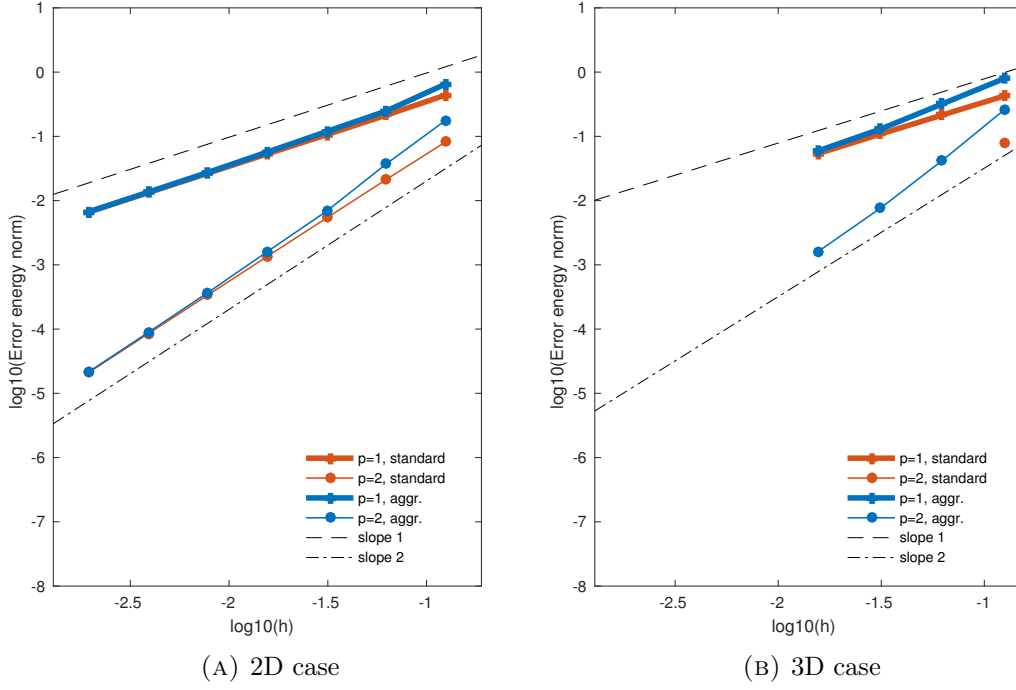 1
0
-1
-2
-3
-4
-5
-6
-7
-8
log10(Error energy norm)
p=1, standard
p=2, standard
p=1, aggr.
p=2, aggr.
slope 1
slope 2
-2.5 -2 -1.5 -1
log10(h)
(A) 2D case
1
0
-1
-2
-3
-4
-5
-6
-7
-8
log10(Error energy norm)
p=1, standard
p=2, standard
p=1, aggr.
p=2, aggr.
slope 1
slope 2
-2.5 -2 -1.5 -1
log10(h)
(B) 3D case